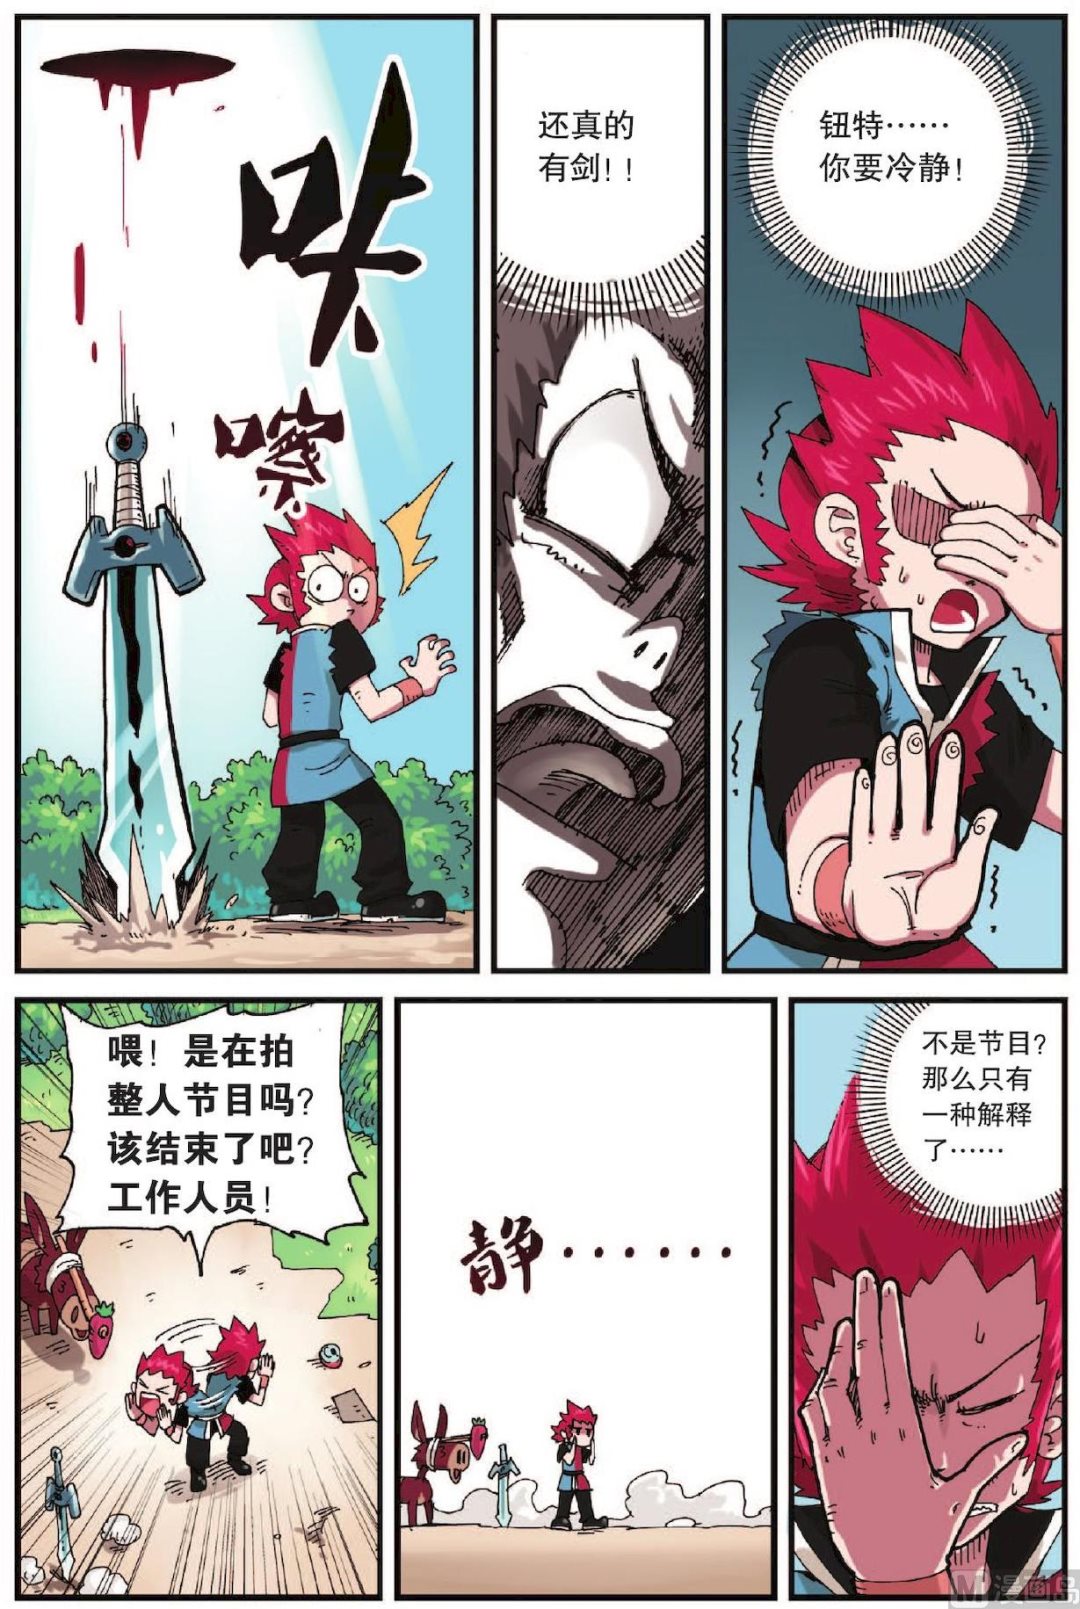 咔
嚓
还真的
有剑！！
钮特……
你要冷静！
喂！是在拍
整人节目吗？
该结束了吧？
工作人员！
静·······
不是节目？
那么只有
一种解释
了……
漫画岛